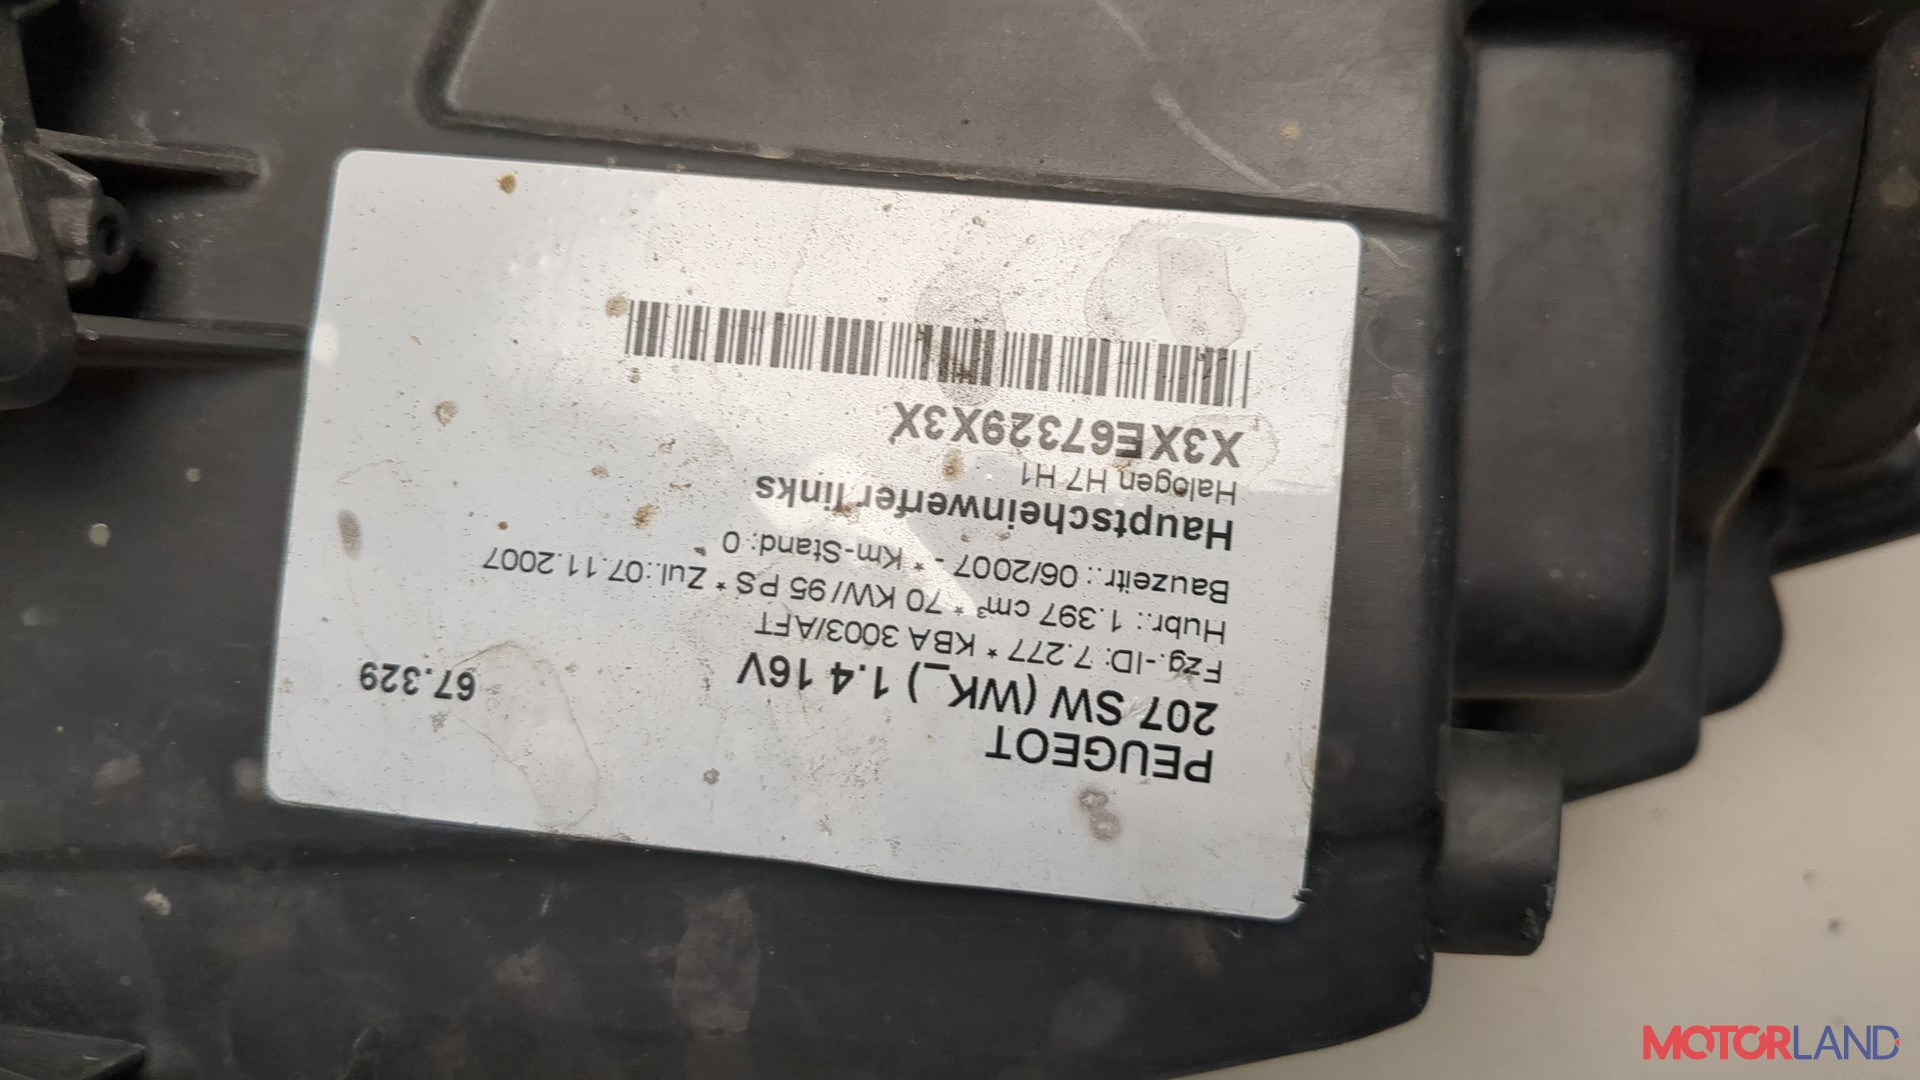 PEUGEOT
207 SW (WK_) 1.4 16V
67.329
Fzg.-ID: 7.277 * KBA 3003/AFT
Hubr.: 1.397 cm³ * 70 KW/95 PS * Zul.:07.11.2007
Bauzeitr.: 06/2007 - * Km-Stand: 0
Hauptscheinwerfer links
Halogen H7 H1
X3XE67329X3X
MOTORLAND